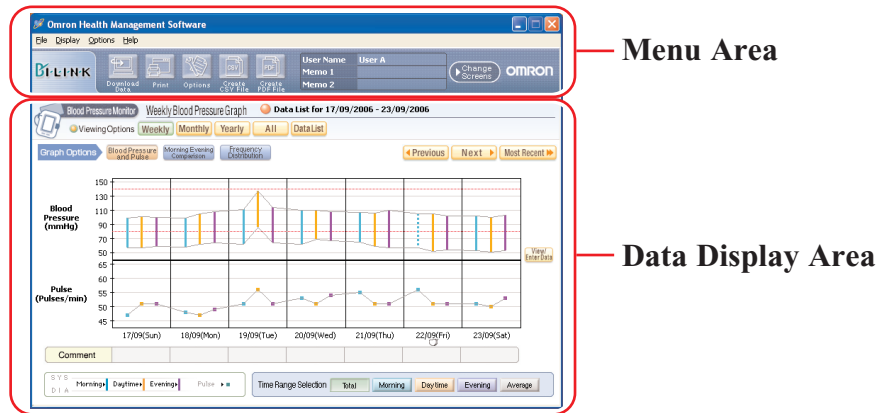 Omron Health Management Software
File Display Options Help
BI-LINK
Download Data
Print
Options
Create CSV File
Create PDF File
User Name User A
Memo 1
Memo 2
Change Screens
OMRON
Menu Area
Blood Pressure Monitor Weekly Blood Pressure Graph Data List for 17/09/2006 - 23/09/2006
Viewing Options Weekly Monthly Yearly All Data List
Graph Options
Blood Pressure and Pulse
Morning Evening Comparison
Frequency Distribution
Previous Next Most Recent
Blood Pressure (mmHg)
150
130
110
90
70
50
View/ Enter Data
Data Display Area
Pulse (Pulses/min)
65
60
55
50
45
17/09(Sun) 18/09(Mon) 19/09(Tue) 20/09(Wed) 21/09(Thu) 22/09(Fri) 23/09(Sat)
Comment
SYS
DIA
Morning Daytime Evening Pulse
Time Range Selection Total Morning Daytime Evening Average